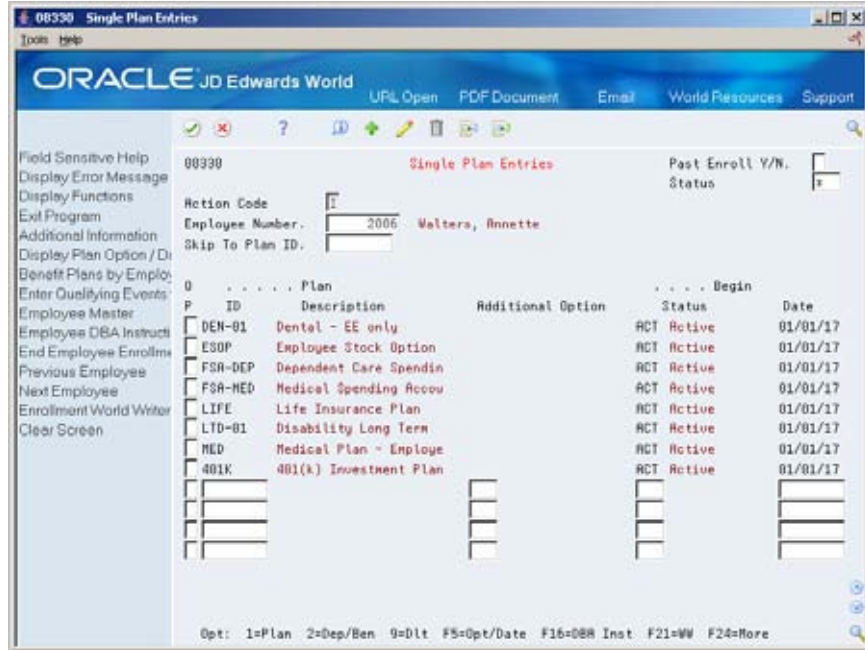 08330 Single Plan Entries
Tools Help
ORACLE JD Edwards World
URL Open PDF Document Email World Resources Support
Field Sensitive Help
Display Error Message
Display Functions
Exit Program
Additional Information
Display Plan Option / D
Benefit Plans by Employ
Enter Qualifying Events
Employee Master
Employee DBA Instructi
End Employee Enrollme
Previous Employee
Next Employee
Enrollment World Writer
Clear Screen
08330 Single Plan Entries Past Enroll Y/N.
Status *
Action Code I
Employee Number. 2006 Walters, Annette
Skip To Plan ID.
O . . . . . Plan . . . . Begin
P ID Description Additional Option Status Date
DEN-01 Dental - EE only ACT Active 01/01/17
ESOP Employee Stock Option ACT Active 01/01/17
FSA-DEP Dependent Care Spendin ACT Active 01/01/17
FSA-MED Medical Spending Accou ACT Active 01/01/17
LIFE Life Insurance Plan ACT Active 01/01/17
LTD-01 Disability Long Term ACT Active 01/01/17
MED Medical Plan - Employe ACT Active 01/01/17
401K 401(k) Investment Plan ACT Active 01/01/17
Opt: 1=Plan 2=Dep/Ben 9=Dlt F5=Opt/Date F16=DBA Inst F21=WW F24=More